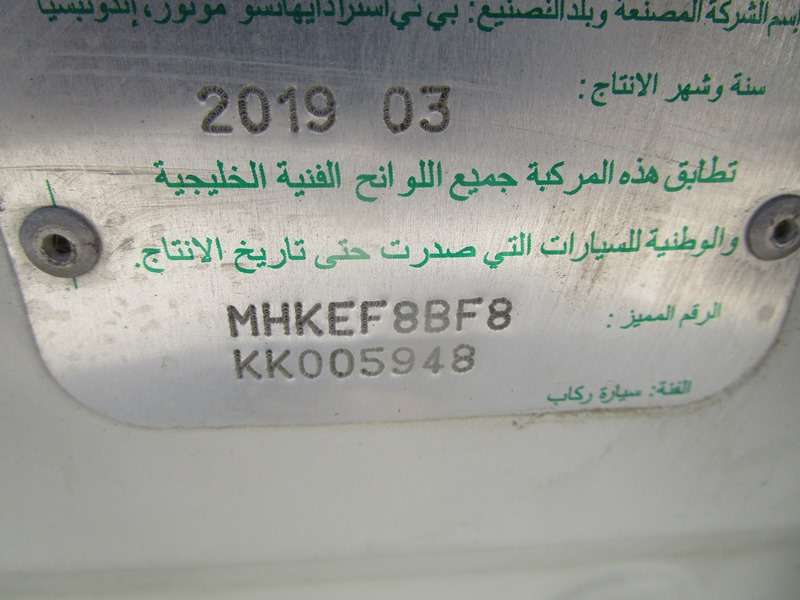 إسم الشركة المصنعة وبلد التصنيع: بي تي استرا دايهاتسو موتور، إندونيسيا
سنة وشهر الانتاج: 2019 03
تطابق هذه المركبة جميع اللوائح الفنية الخليجية
والوطنية للسيارات التي صدرت حتى تاريخ الانتاج.
الرقم المميز: MHKEF8BF8
KK005948
الفئة: سيارة ركاب